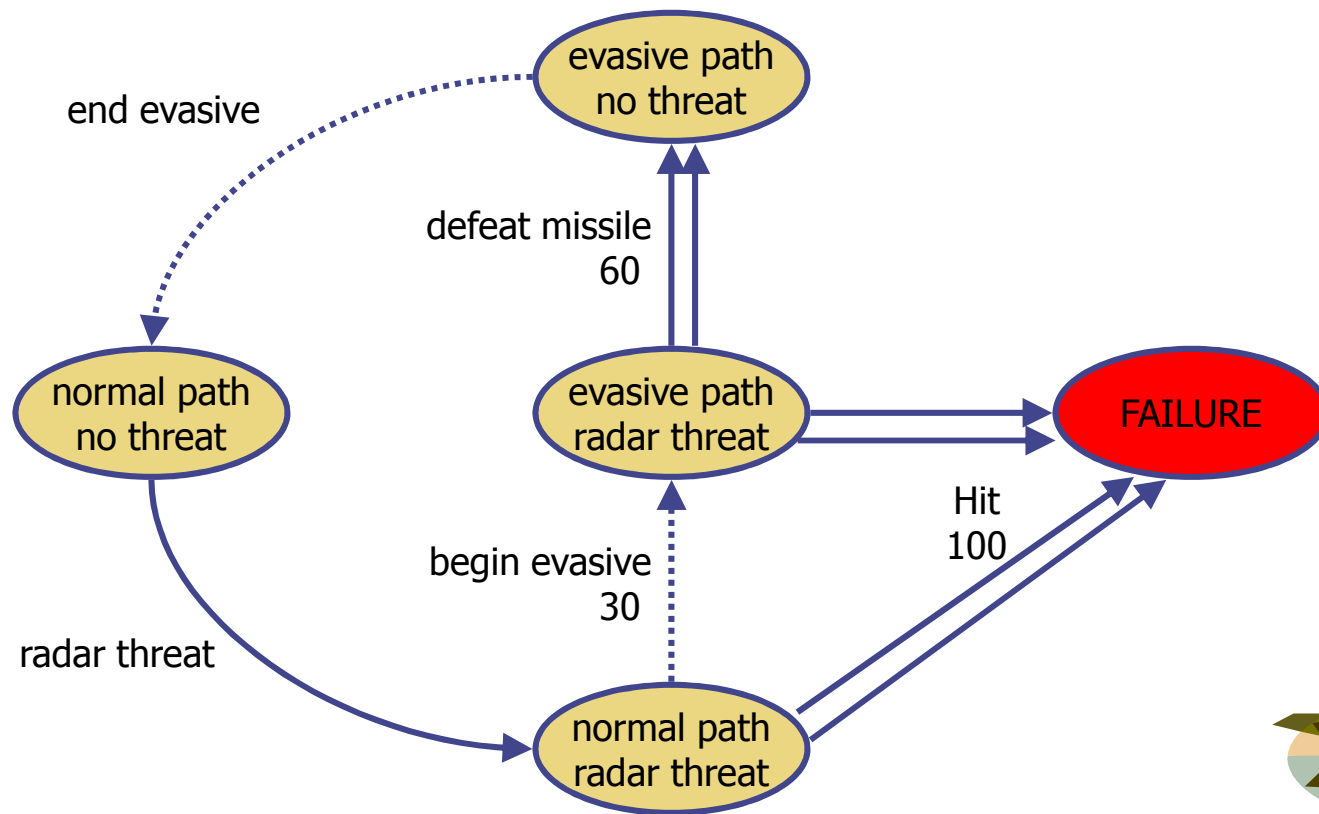 evasive path
no threat
end evasive
defeat missile
60
normal path
no threat
evasive path
radar threat
FAILURE
Hit
100
begin evasive
30
radar threat
normal path
radar threat